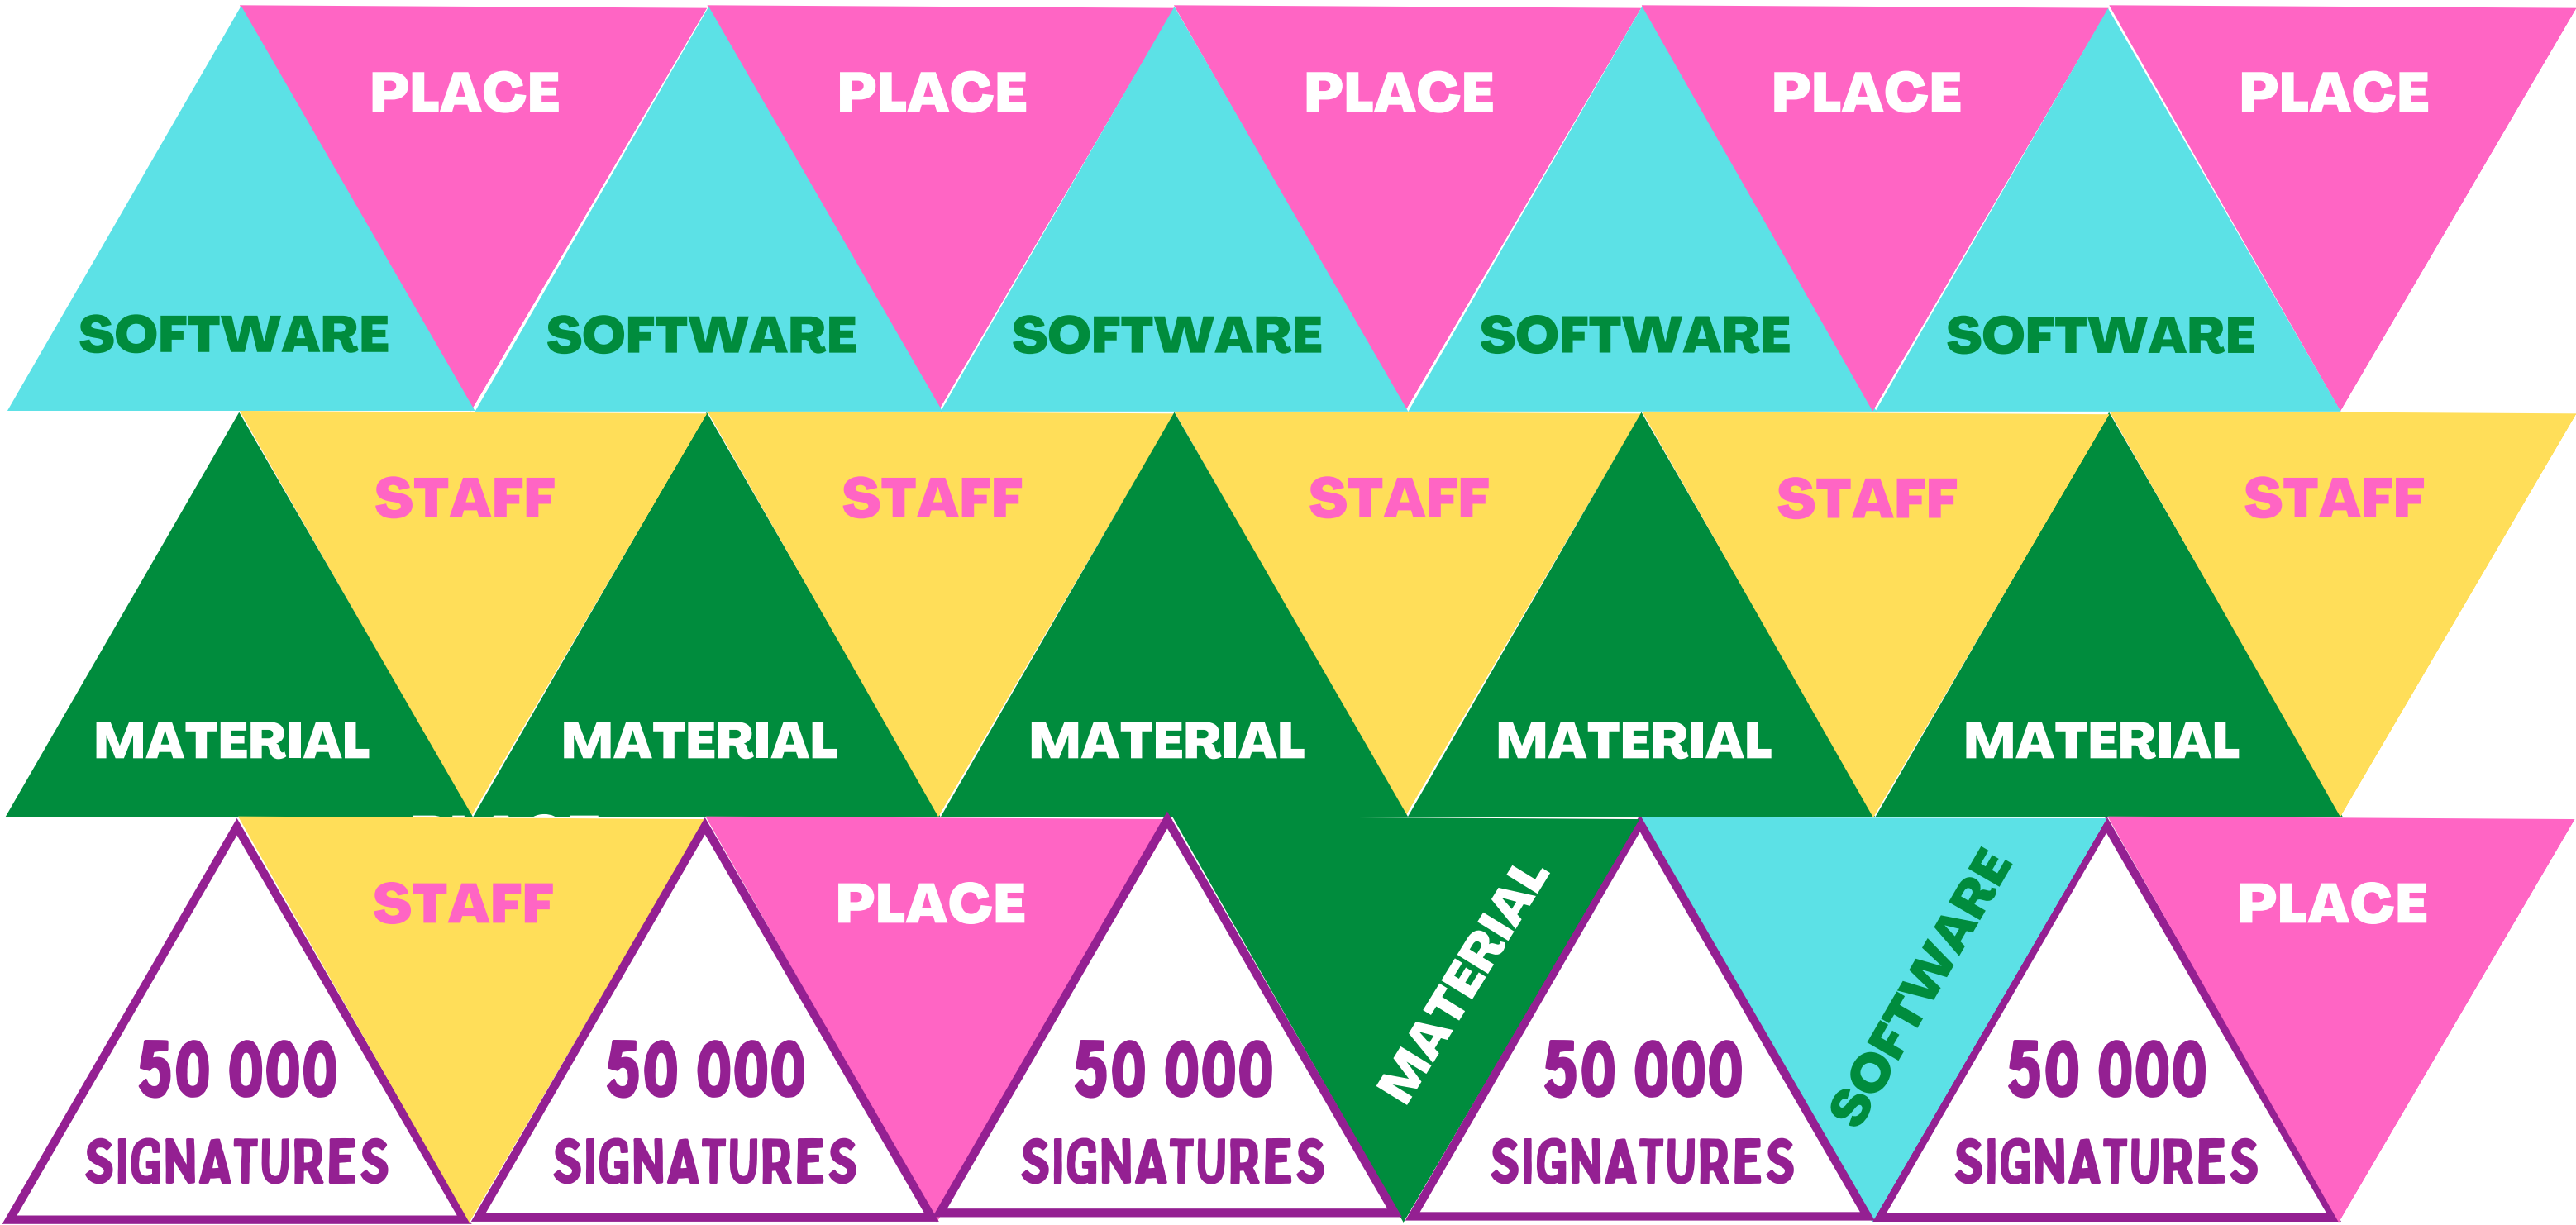 PLACE PLACE PLACE PLACE PLACE
SOFTWARE SOFTWARE SOFTWARE SOFTWARE SOFTWARE
STAFF STAFF STAFF STAFF STAFF
MATERIAL MATERIAL MATERIAL MATERIAL MATERIAL
STAFF PLACE MATERIAL SOFTWARE PLACE
50 000 50 000 50 000 50 000 50 000
SIGNATURES SIGNATURES SIGNATURES SIGNATURES SIGNATURES